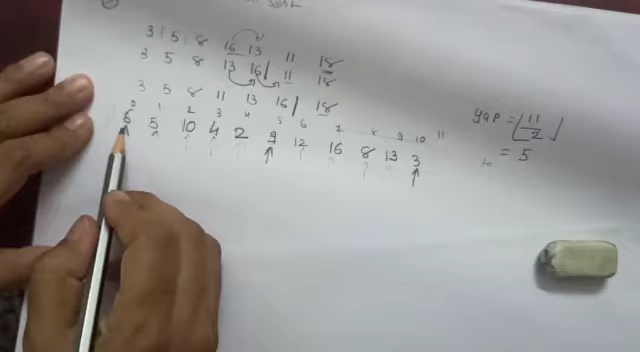 3 5 8 16 13
3 5 8 13 16 11 18
11 18
3 5 8 11 13 16 18
0 1 2 3 4 5 6 7 8 9 10 11
6 5 10 4 2 9 12 16 8 13 3
gap = ⌊11/2⌋
= 5